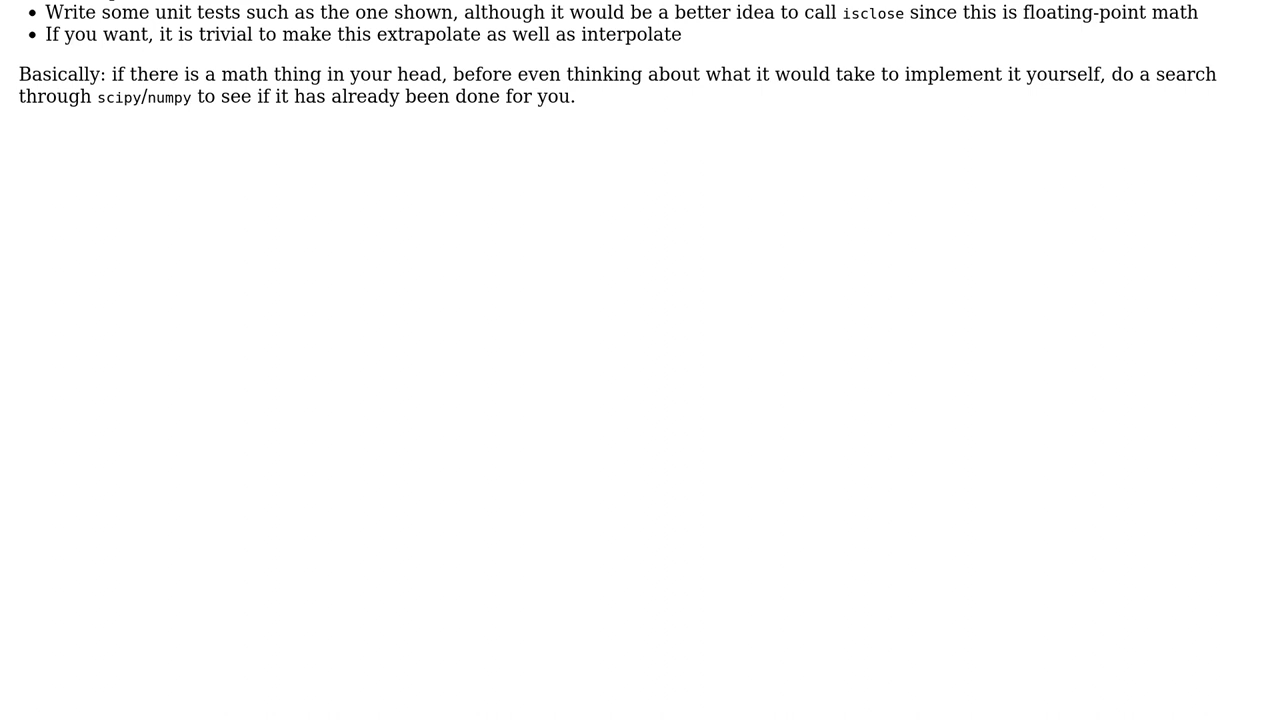 • Write some unit tests such as the one shown, although it would be a better idea to call isclose since this is floating-point math
• If you want, it is trivial to make this extrapolate as well as interpolate
Basically: if there is a math thing in your head, before even thinking about what it would take to implement it yourself, do a search
through scipy/numpy to see if it has already been done for you.